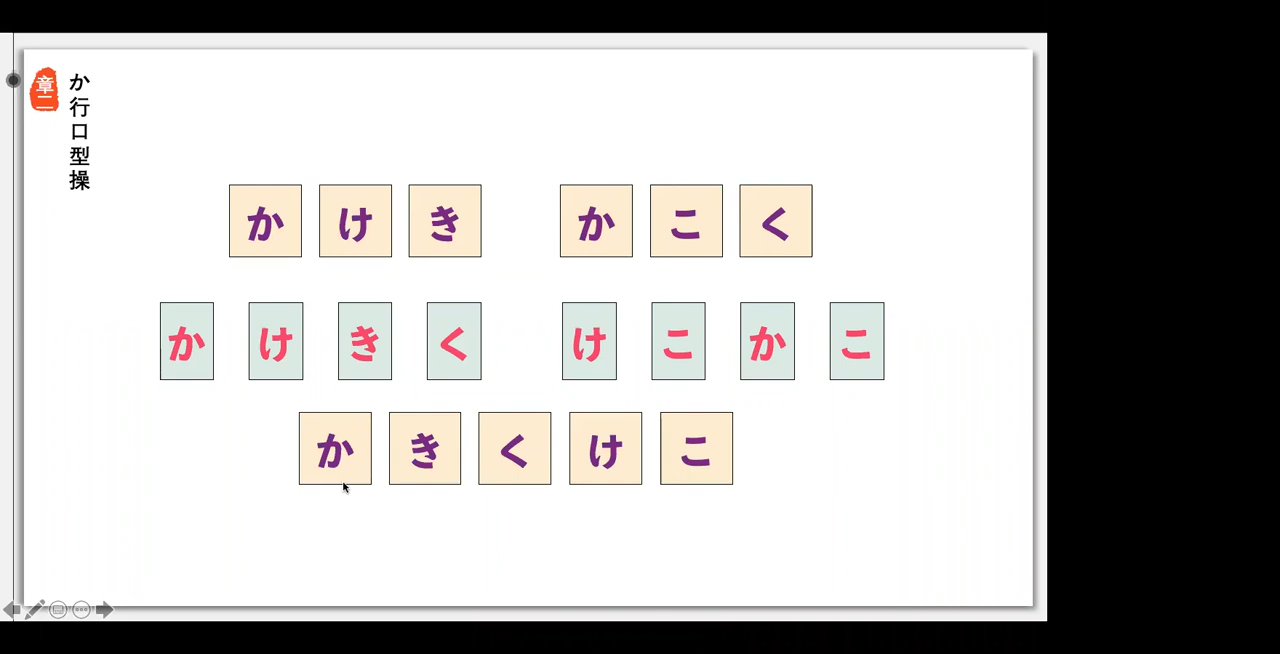 章二
か行口型操
か け き か こ く
か け き く け こ か こ
か き く け こ